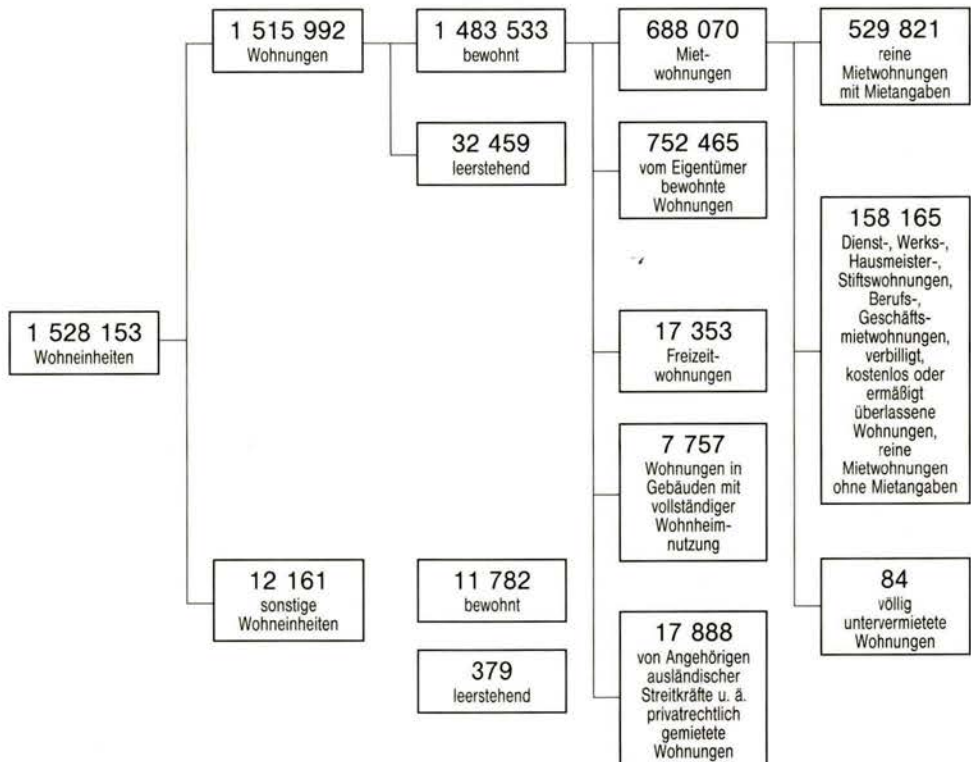 1 515 992
Wohnungen
1 483 533
bewohnt
688 070
Miet-
wohnungen
529 821
reine
Mietwohnungen
mit Mietangaben
32 459
leerstehend
752 465
vom Eigentümer
bewohnte
Wohnungen
158 165
Dienst-, Werks-,
Hausmeister-,
Stiftswohnungen,
Berufs-,
Geschäfts-
mietwohnungen,
verbilligt,
kostenlos oder
ermäßigt
überlassene
Wohnungen,
reine
Mietwohnungen
ohne Mietangaben
1 528 153
Wohneinheiten
17 353
Freizeit-
wohnungen
7 757
Wohnungen in
Gebäuden mit
vollständiger
Wohnheim-
nutzung
12 161
sonstige
Wohneinheiten
11 782
bewohnt
84
völlig
untervermietete
Wohnungen
17 888
von Angehörigen
ausländischer
Streitkräfte u. ä.
privatrechtlich
gemietete
Wohnungen
379
leerstehend